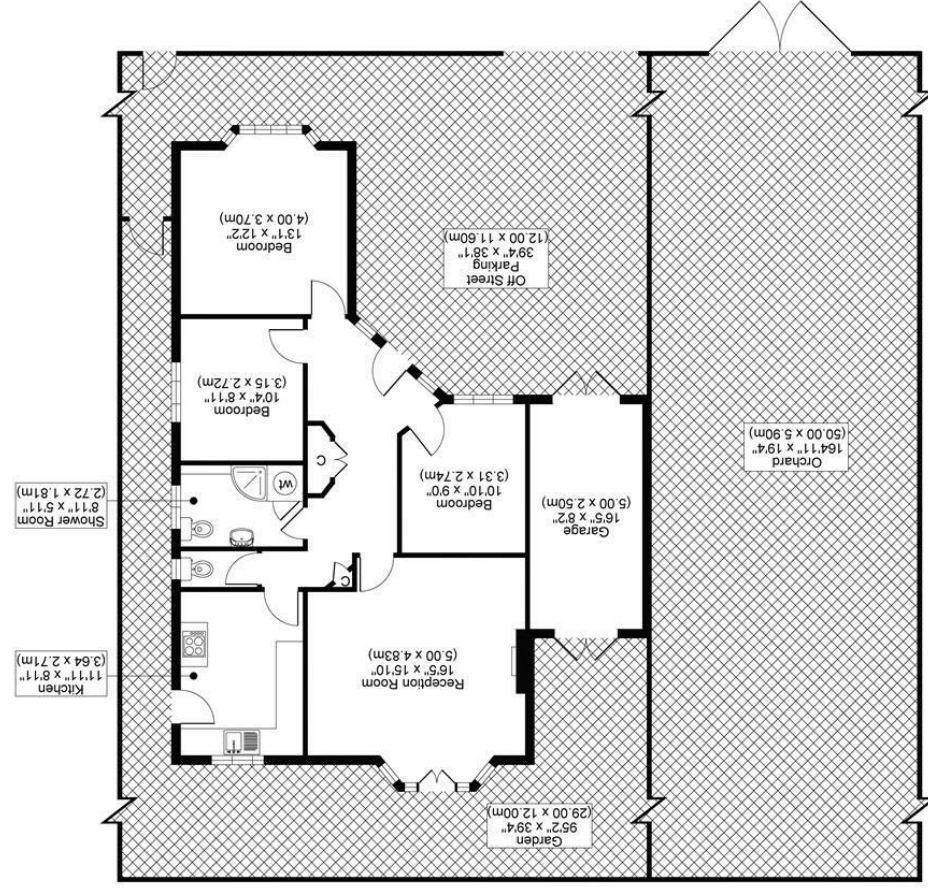 Garden
95'2" x 39'4"
(29.00 x 12.00m)
Reception Room
16'5" x 15'10"
(5.00 x 4.83m)
Kitchen
11'11" x 8'11"
(3.64 x 2.71m)
C
Garage
16'5" x 8'2"
(5.00 x 2.50m)
Bedroom
10'10" x 9'0"
(3.31 x 2.74m)
Shower Room
8'11" x 5'11"
(2.72 x 1.81m)
wt
C
Orchard
164'11" x 19'4"
(50.00 x 5.90m)
Bedroom
10'4" x 8'11"
(3.15 x 2.72m)
Off Street
Parking
39'4" x 38'1"
(12.00 x 11.60m)
Bedroom
13'1" x 12'2"
(4.00 x 3.70m)